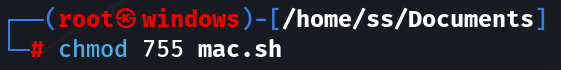 ┌──(root㉿windows)-[/home/ss/Documents]
└─# chmod 755 mac.sh